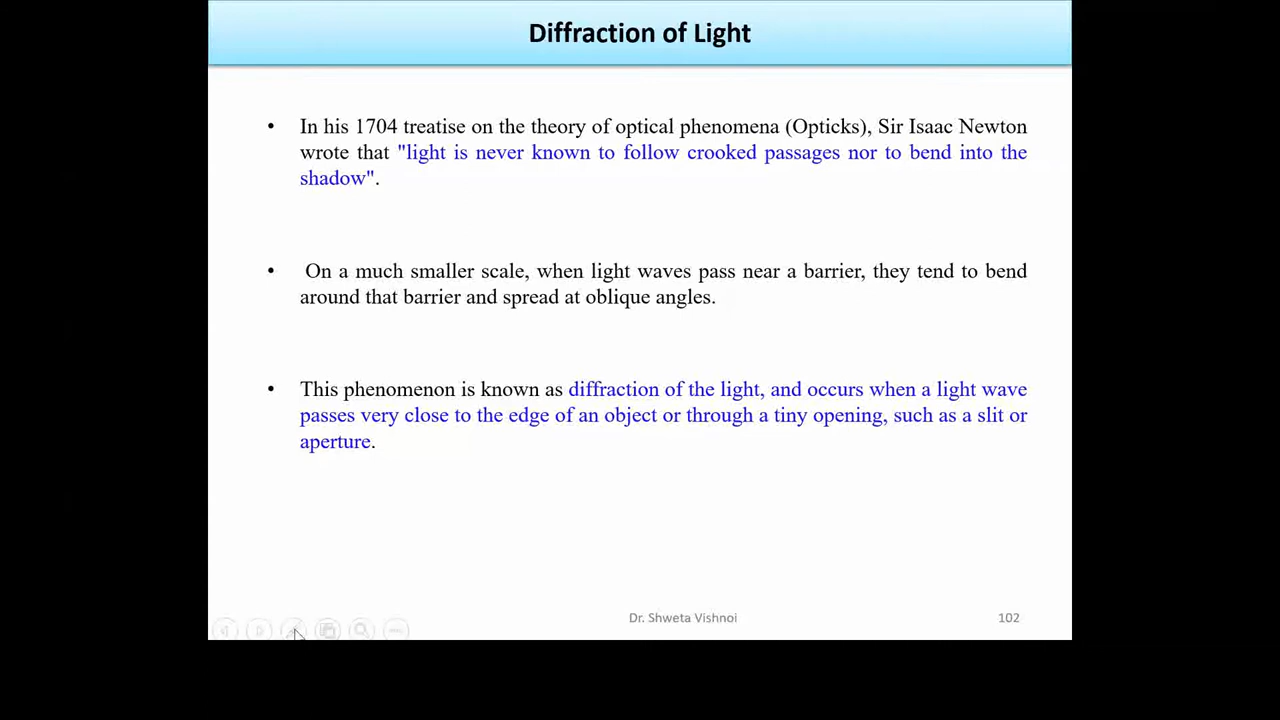 Diffraction of Light
• In his 1704 treatise on the theory of optical phenomena (Opticks), Sir Isaac Newton
wrote that "light is never known to follow crooked passages nor to bend into the
shadow".
• On a much smaller scale, when light waves pass near a barrier, they tend to bend
around that barrier and spread at oblique angles.
• This phenomenon is known as diffraction of the light, and occurs when a light wave
passes very close to the edge of an object or through a tiny opening, such as a slit or
aperture.
Dr. Shweta Vishnoi
102